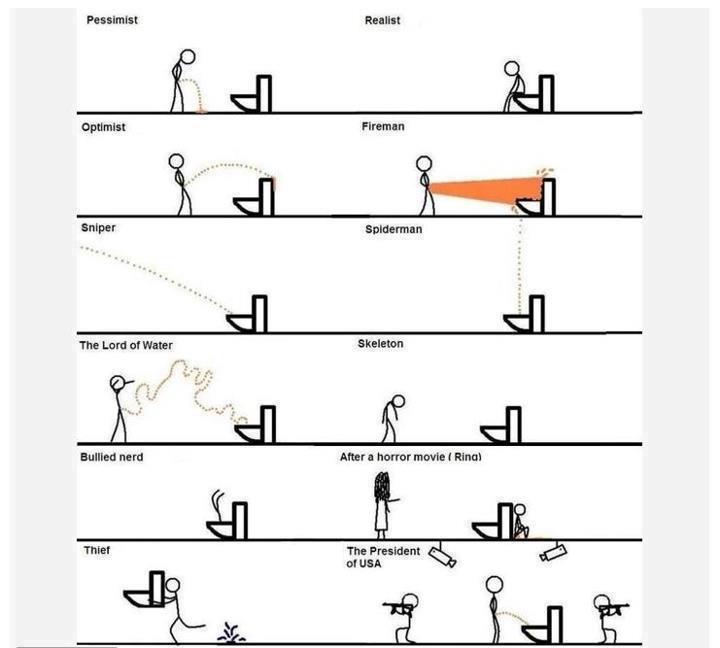 Pessimist
Realist
Optimist
Fireman
Sniper
Spiderman
The Lord of Water
Skeleton
Bullied nerd
After a horror movie ( Ring)
Thief
The President
of USA